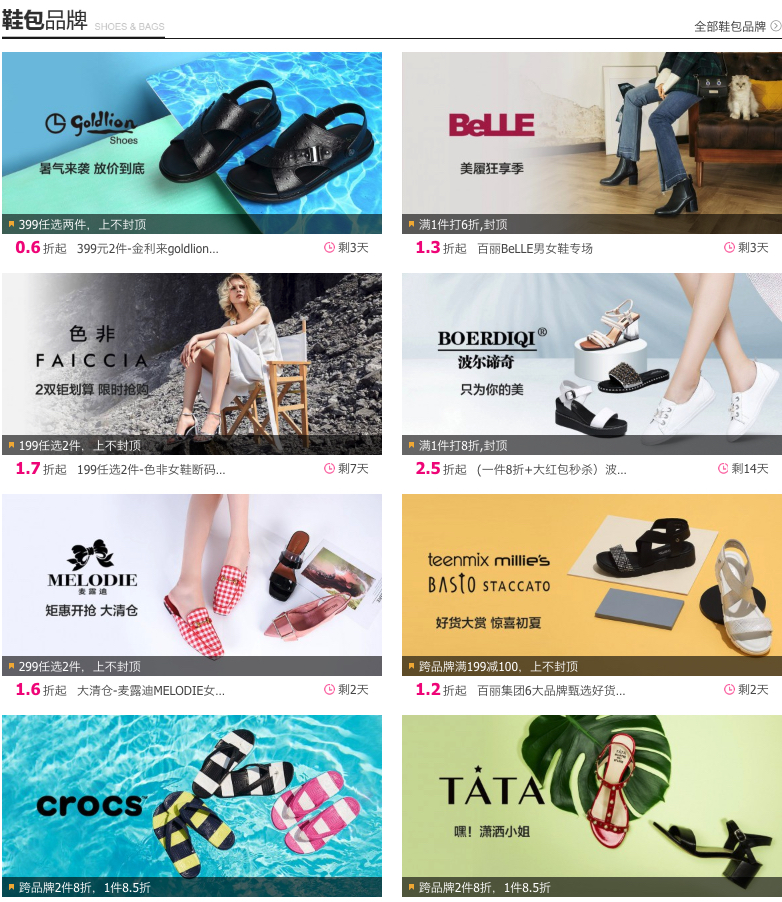 鞋包品牌 SHOES & BAGS
全部鞋包品牌
Goldlion
Shoes
暑气来袭 放价到底
399任选两件，上不封顶
0.6折起 399元2件-金利来goldlion...
剩3天
BeLLE
美履狂享季
满1件打6折,封顶
1.3折起 百丽BeLLE男女鞋专场
剩3天
色非
FAICCIA
2双钜划算 限时抢购
199任选2件，上不封顶
1.7折起 199任选2件-色非女鞋断码...
剩7天
BOERDIQI®
波尔谛奇
只为你的美
满1件打8折,封顶
2.5折起 (一件8折+大红包秒杀）波...
剩14天
MELODIE
麦露迪
矩惠开抢 大清仓
299任选2件，上不封顶
1.6折起 大清仓-麦露迪MELODIE女...
剩2天
teenmix millie's
BASTO STACCATO
好货大赏 惊喜初夏
跨品牌满199减100，上不封顶
1.2折起 百丽集团6大品牌甄选好货...
剩2天
crocs
跨品牌2件8折，1件8.5折
TATA
嘿！潇洒小姐
跨品牌2件8折，1件8.5折